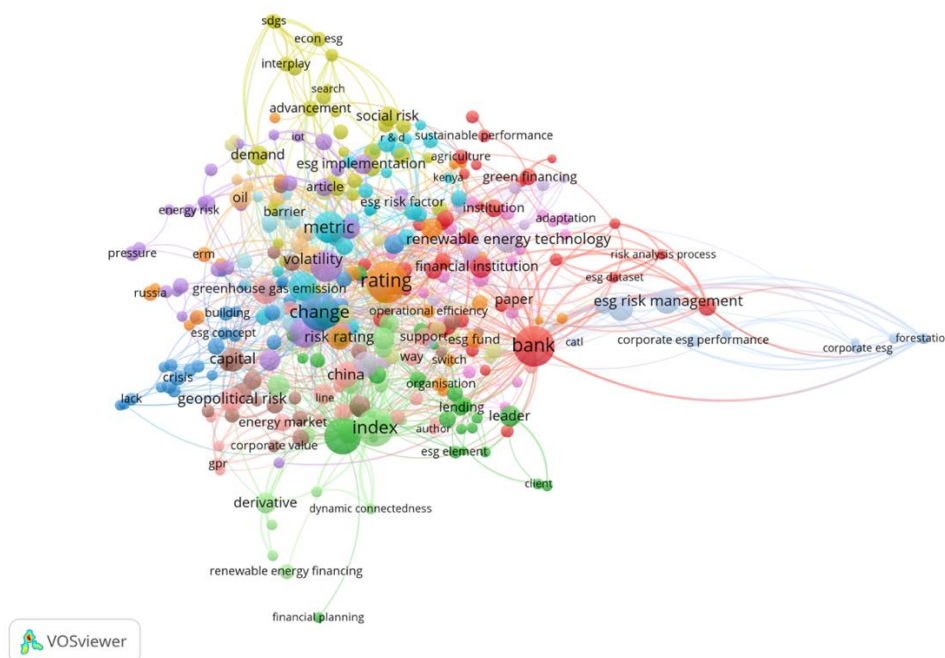 sdgs
econ esg
interplay
search
advancement
social risk
iot
r & d
sustainable performance
demand
esg implementation
agriculture
kenya
green financing
article
oil
esg risk factor
institution
energy risk
barrier
metric
adaptation
renewable energy technology
pressure
erm
volatility
financial institution
risk analysis process
rating
esg dataset
russia
greenhouse gas emission
paper
esg risk management
building
change
operational efficiency
esg concept
risk rating
support
esg fund
bank
catl
corporate esg performance
forestatio
corporate esg
capital
way
switch
crisis
china
organisation
lack
geopolitical risk
line
lending
leader
energy market
index
author
corporate value
esg element
gpr
client
derivative
dynamic connectedness
renewable energy financing
financial planning
VOSviewer